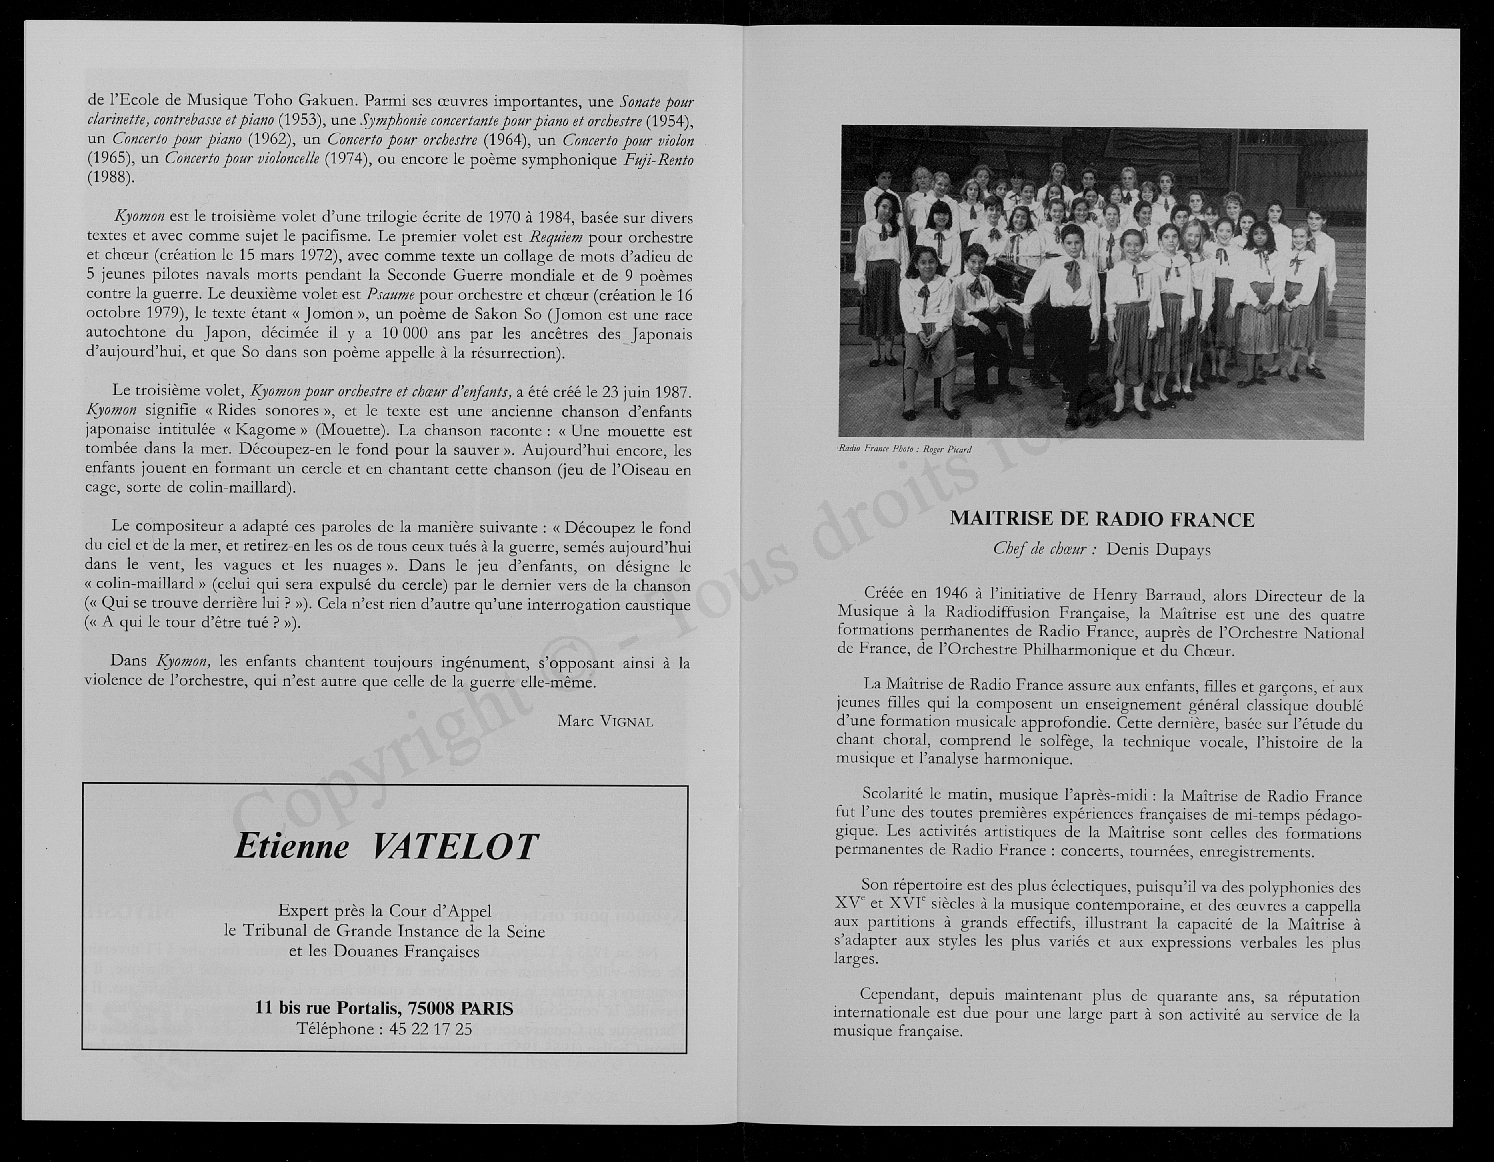 de l'Ecole de Musique Toho Gakuen. Parmi ses œuvres importantes, une Sonate pour
clarinette, contrebasse et piano (1953), une Symphonie concertante pour piano et orchestre (1954),
un Concerto pour piano (1962), un Concerto pour orchestre (1964), un Concerto pour violon
(1965), un Concerto pour violoncelle (1974), ou encore le poème symphonique Fuji-Rento
(1988).
Kyomon est le troisième volet d'une trilogie écrite de 1970 à 1984, basée sur divers
textes et avec comme sujet le pacifisme. Le premier volet est Requiem pour orchestre
et chœur (création le 15 mars 1972), avec comme texte un collage de mots d'adieu de
5 jeunes pilotes navals morts pendant la Seconde Guerre mondiale et de 9 poèmes
contre la guerre. Le deuxième volet est Psaume pour orchestre et chœur (création le 16
octobre 1979), le texte étant « Jomon », un poème de Sakon So (Jomon est une race
autochtone du Japon, décimée il y a 10 000 ans par les ancêtres des Japonais
d'aujourd'hui, et que So dans son poème appelle à la résurrection).
Le troisième volet, Kyomon pour orchestre et chœur d'enfants, a été créé le 23 juin 1987.
Kyomon signifie « Rides sonores », et le texte est une ancienne chanson d'enfants
japonaise intitulée « Kagome » (Mouette). La chanson raconte : « Une mouette est
tombée dans la mer. Découpez-en le fond pour la sauver ». Aujourd'hui encore, les
enfants jouent en formant un cercle et en chantant cette chanson (jeu de l'Oiseau en
cage, sorte de colin-maillard).
Le compositeur a adapté ces paroles de la manière suivante : « Découpez le fond
du ciel et de la mer, et retirez-en les os de tous ceux tués à la guerre, semés aujourd'hui
dans le vent, les vagues et les nuages ». Dans le jeu d'enfants, on désigne le
« colin-maillard » (celui qui sera expulsé du cercle) par le dernier vers de la chanson
(« Qui se trouve derrière lui ? »). Cela n'est rien d'autre qu'une interrogation caustique
(« A qui le tour d'être tué ? »).
Dans Kyomon, les enfants chantent toujours ingénument, s'opposant ainsi à la
violence de l'orchestre, qui n'est autre que celle de la guerre elle-même.
Marc VIGNAL
Etienne VATELOT
Expert près la Cour d'Appel
le Tribunal de Grande Instance de la Seine
et les Douanes Françaises
11 bis rue Portalis, 75008 PARIS
Téléphone : 45 22 17 25
Radio France Photo : Roger Picard
MAITRISE DE RADIO FRANCE
Chef de chœur : Denis Dupays
Créée en 1946 à l'initiative de Henry Barraud, alors Directeur de la
Musique à la Radiodiffusion Française, la Maîtrise est une des quatre
formations permanentes de Radio France, auprès de l'Orchestre National
de France, de l'Orchestre Philharmonique et du Chœur.
La Maîtrise de Radio France assure aux enfants, filles et garçons, et aux
jeunes filles qui la composent un enseignement général classique doublé
d'une formation musicale approfondie. Cette dernière, basée sur l'étude du
chant choral, comprend le solfège, la technique vocale, l'histoire de la
musique et l'analyse harmonique.
Scolarité le matin, musique l'après-midi : la Maîtrise de Radio France
fut l'une des toutes premières expériences françaises de mi-temps pédago-
gique. Les activités artistiques de la Maîtrise sont celles des formations
permanentes de Radio France : concerts, tournées, enregistrements.
Son répertoire est des plus éclectiques, puisqu'il va des polyphonies des
XVe et XVIe siècles à la musique contemporaine, et des œuvres a cappella
aux partitions à grands effectifs, illustrant la capacité de la Maîtrise à
s'adapter aux styles les plus variés et aux expressions verbales les plus
larges.
Cependant, depuis maintenant plus de quarante ans, sa réputation
internationale est due pour une large part à son activité au service de la
musique française.
Copyright © - Tous droits